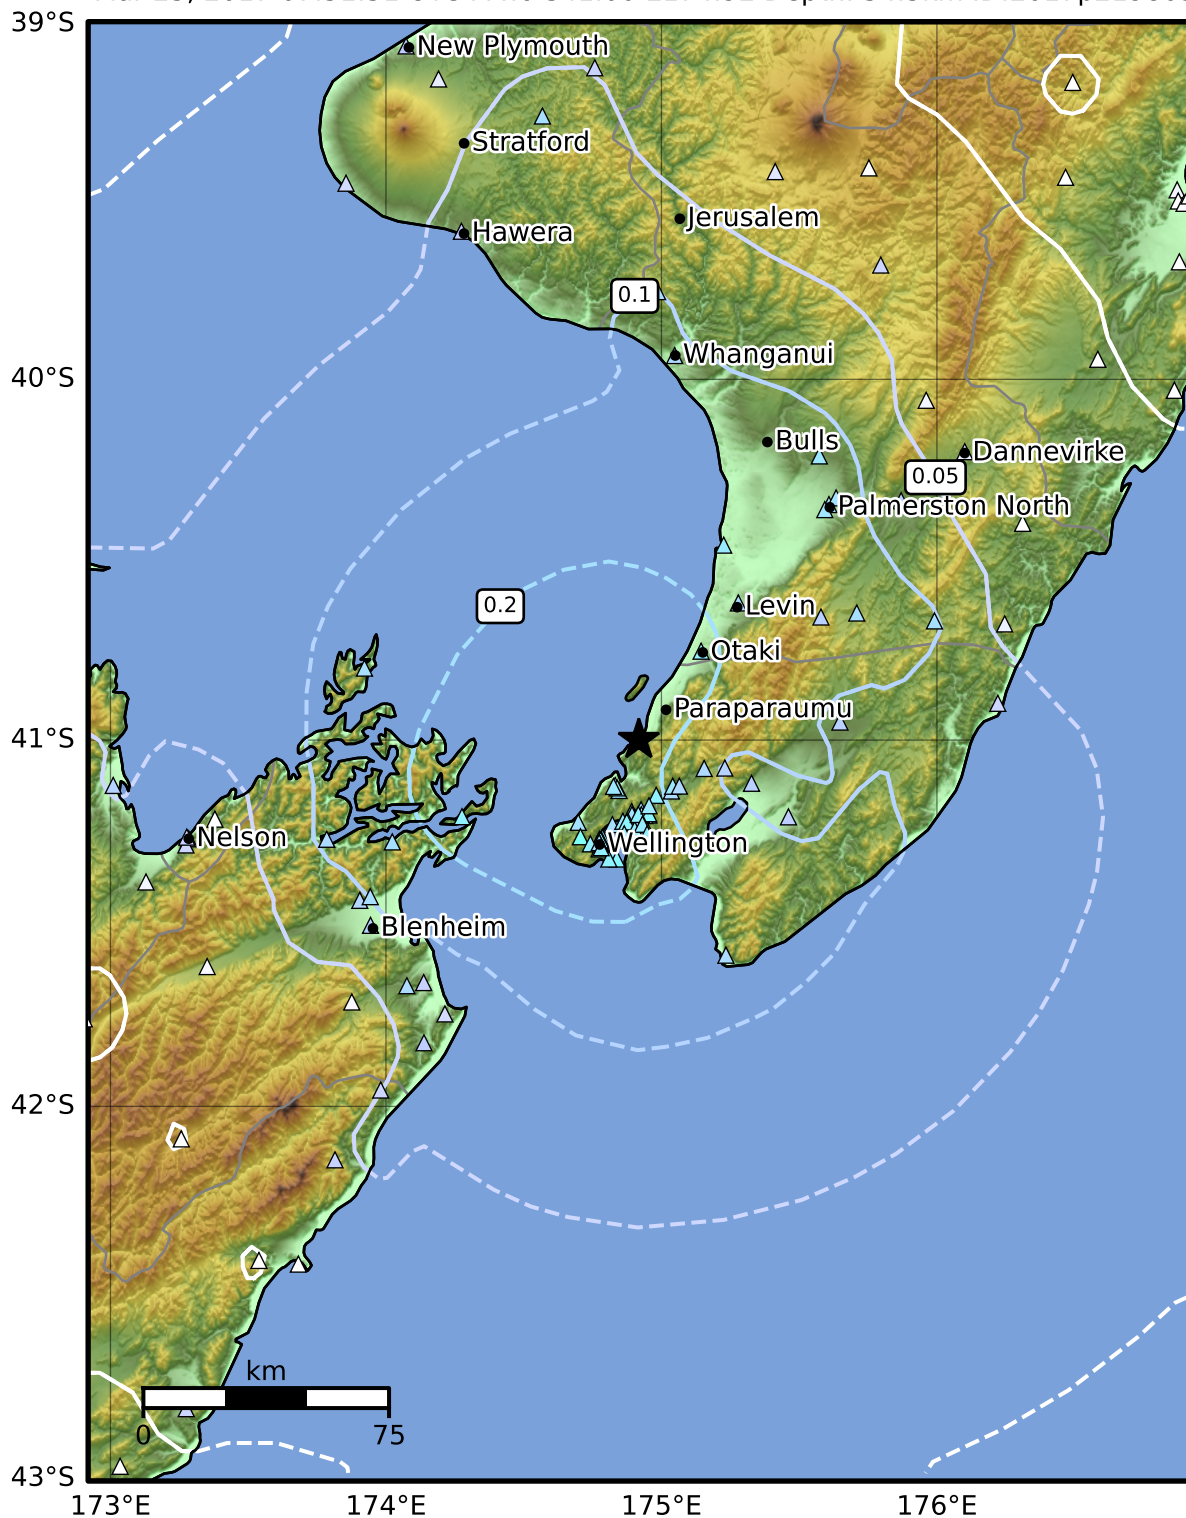 39°S
New Plymouth
Stratford
Jerusalem
Hawera
0.1
Whanganui
40°S
Bulls
Dannevirke
0.05
Palmerston North
0.2
Levin
Otaki
Paraparaumu
41°S
Nelson
Wellington
Blenheim
42°S
km
0 75
43°S
173°E 174°E 175°E 176°E